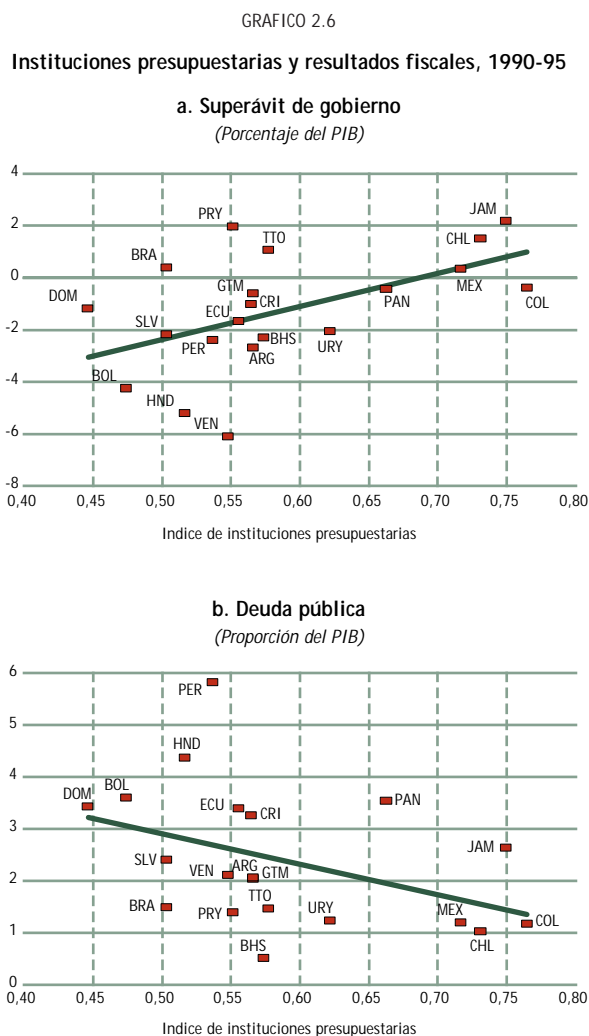 GRAFICO 2.6
Instituciones presupuestarias y resultados fiscales, 1990-95
a. Superávit de gobierno
(Porcentaje del PIB)
4
JAM
PRY
2
TTO
CHL
BRA
0
GTM
MEX
DOM
CRI
PAN
COL
ECU
SLV
-2
BHS
PER
URY
ARG
BOL
-4
HND
VEN
-6
-8
0,40 0,45 0,50 0,55 0,60 0,65 0,70 0,75 0,80
Indice de instituciones presupuestarias
b. Deuda pública
(Proporción del PIB)
6
PER
5
HND
4
BOL
DOM
ECU
PAN
CRI
3
JAM
SLV
VEN
ARG
GTM
2
TTO
BRA
PRY
URY
MEX
COL
1
BHS
CHL
0
0,40 0,45 0,50 0,55 0,60 0,65 0,70 0,75 0,80
Indice de instituciones presupuestarias